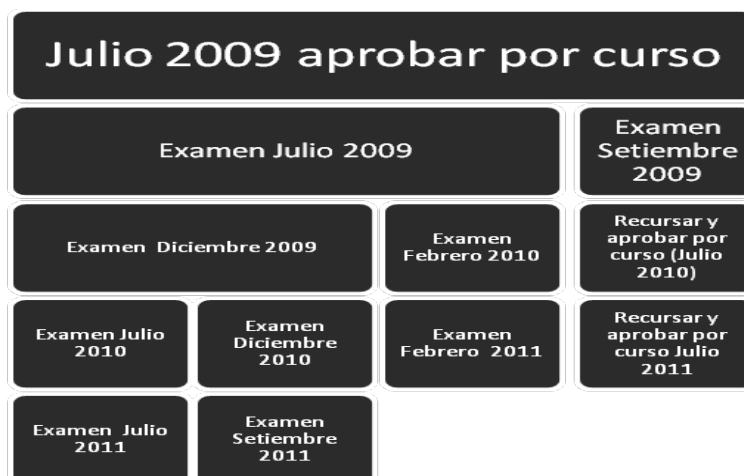 Julio 2009 aprobar por curso
Examen Julio 2009
Examen
Setiembre
2009
Examen Diciembre 2009
Examen
Febrero 2010
Recursar y
aprobar por
curso (Julio
2010)
Examen Julio
2010
Examen
Diciembre
2010
Examen
Febrero 2011
Recursar y
aprobar por
curso Julio
2011
Examen Julio
2011
Examen
Setiembre
2011